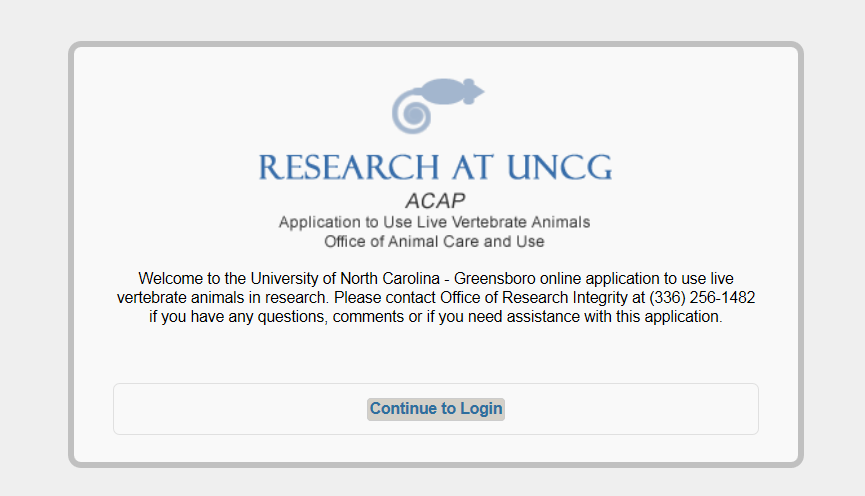 RESEARCH AT UNCG
ACAP
Application to Use Live Vertebrate Animals
Office of Animal Care and Use
Welcome to the University of North Carolina - Greensboro online application to use live
vertebrate animals in research. Please contact Office of Research Integrity at (336) 256-1482
if you have any questions, comments or if you need assistance with this application.
Continue to Login